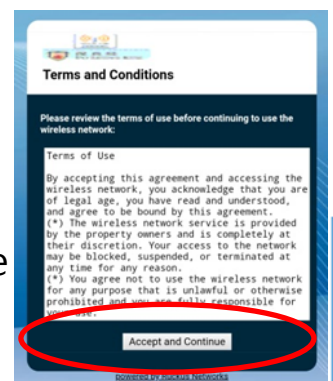 Terms and Conditions
Please review the terms of use before continuing to use the
wireless network:
Terms of Use
By accepting this agreement and accessing the
wireless network, you acknowledge that you are
of legal age, you have read and understood,
and agree to be bound by this agreement.
(*) The wireless network service is provided
by the property owners and is completely at
their discretion. Your access to the network
may be blocked, suspended, or terminated at
any time for any reason.
(*) You agree not to use the wireless network
for any purpose that is unlawful or otherwise
prohibited and you are fully responsible for
your use.
e
Accept and Continue
powered by Ruckus Networks